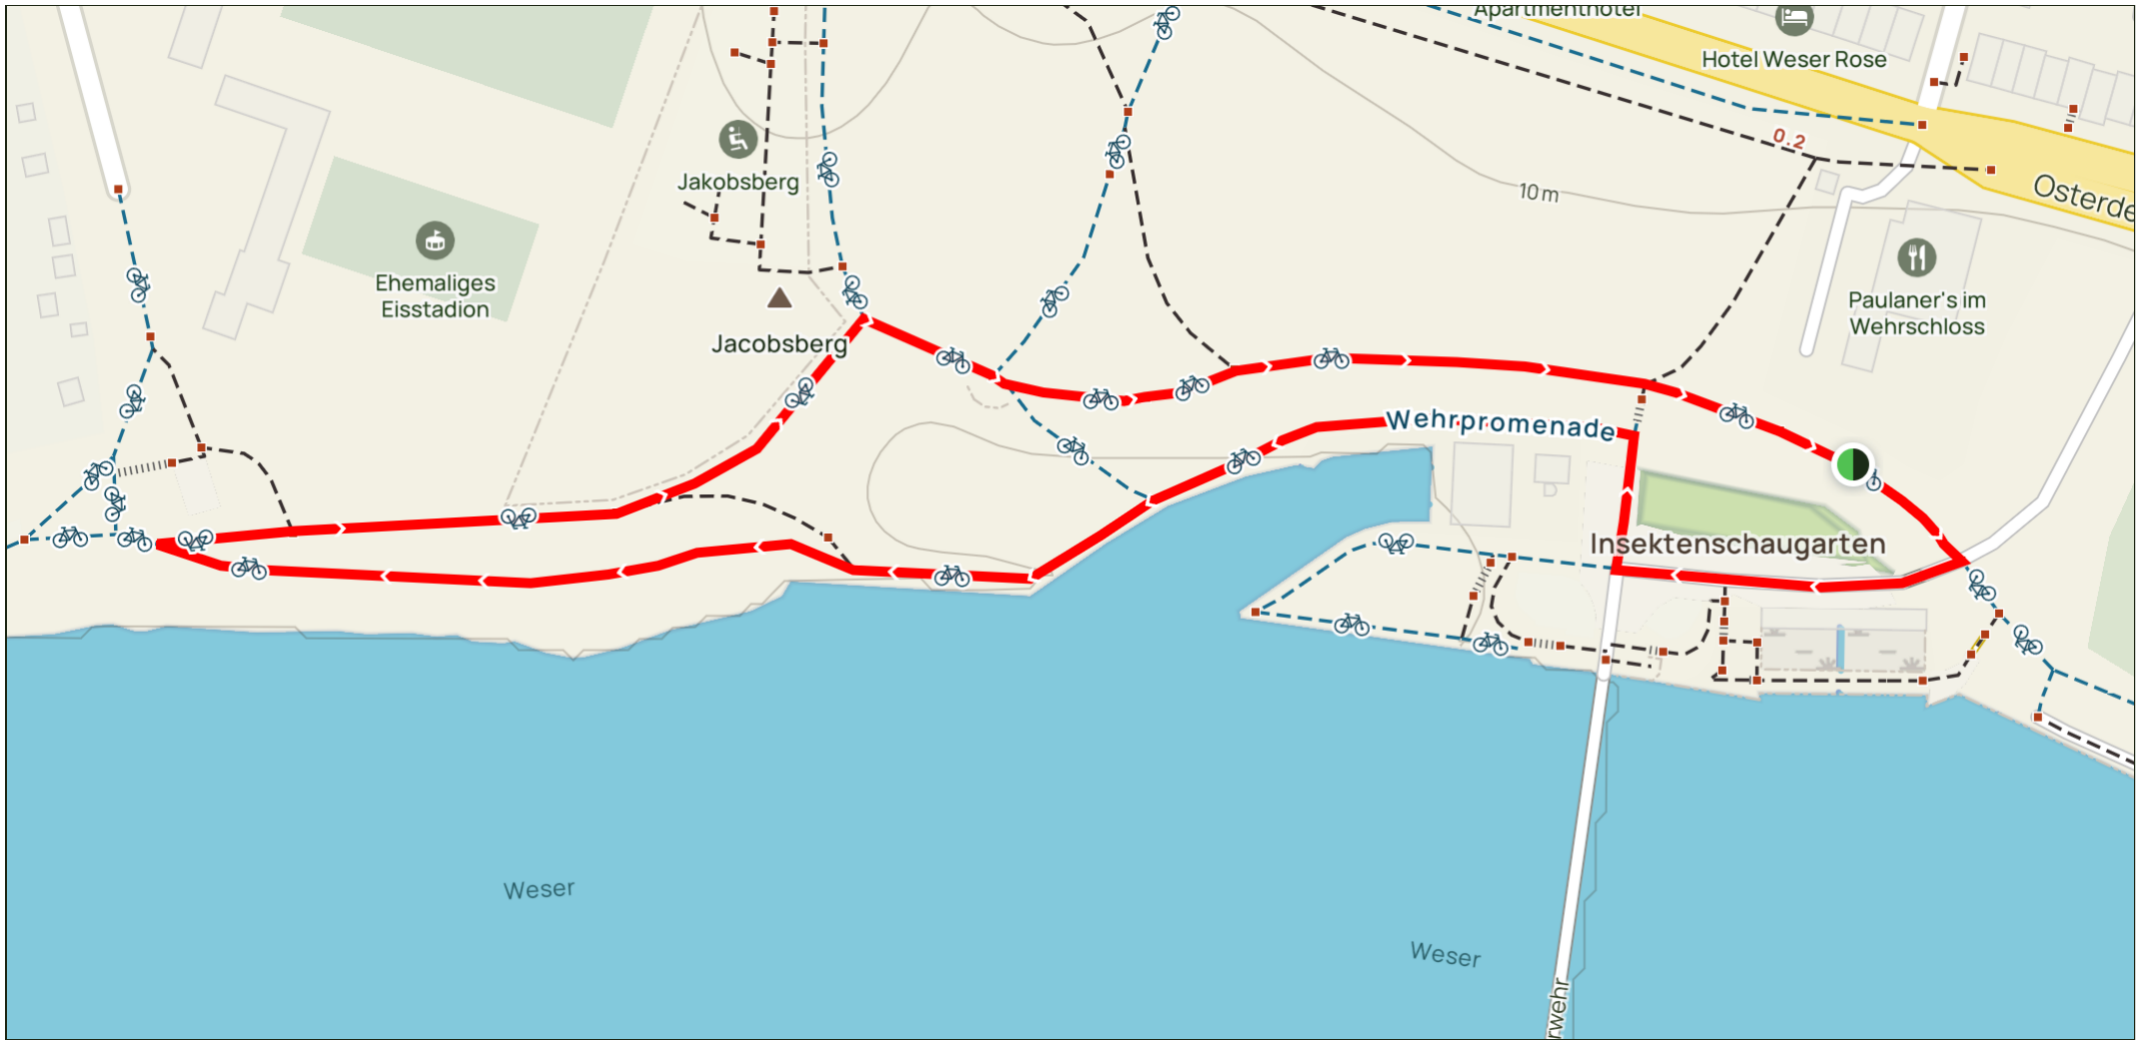 Apartmenthotel
Hotel Weser Rose
0.2
Jakobsberg
10 m
Osterde
Ehemaliges
Eisstadion
Paulaner's im
Wehrschloss
Jacobsberg
Wehrpromenade
Insektenschaugarten
Weser
Weser
rwehr